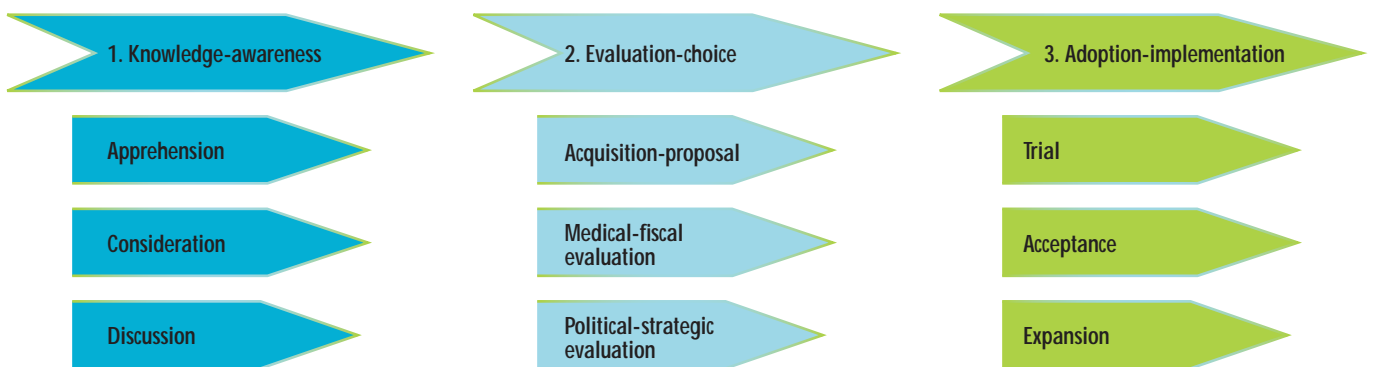 1. Knowledge-awareness
Apprehension
Consideration
Discussion
2. Evaluation-choice
Acquisition-proposal
Medical-fiscal
evaluation
Political-strategic
evaluation
3. Adoption-implementation
Trial
Acceptance
Expansion